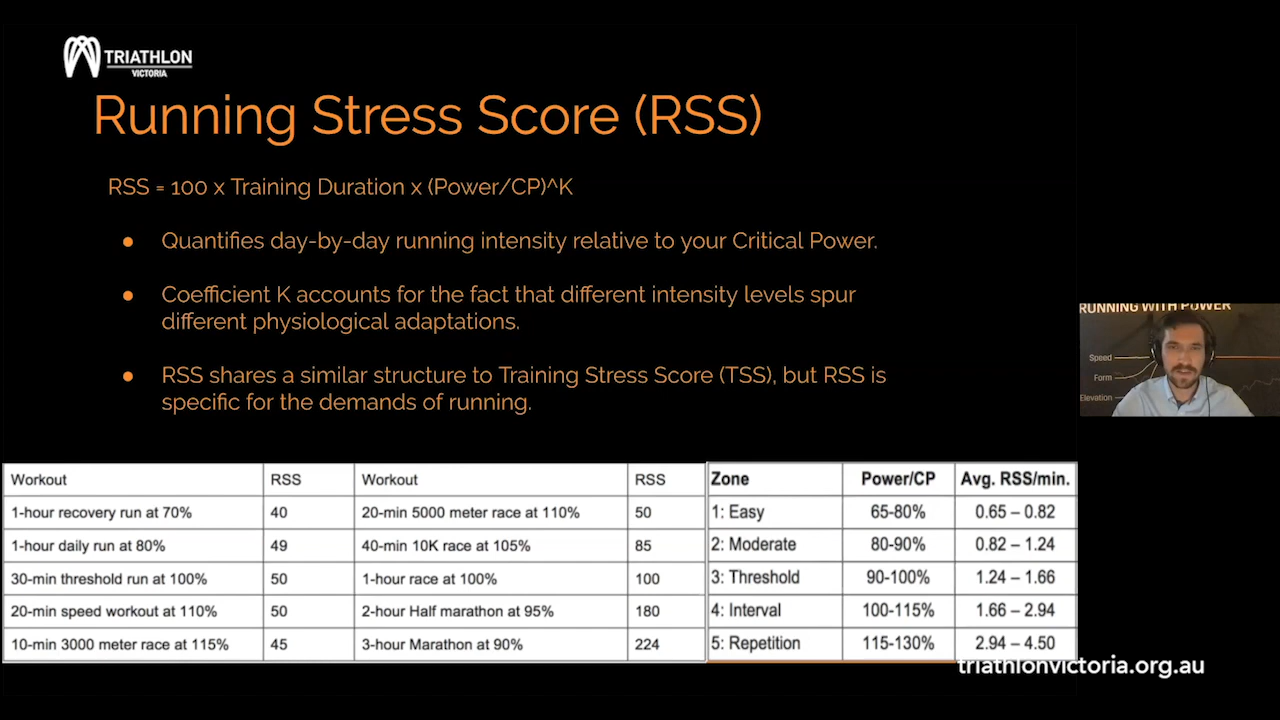 TRIATHLON
VICTORIA
Running Stress Score (RSS)
RSS = 100 x Training Duration x (Power/CP)^K
● Quantifies day-by-day running intensity relative to your Critical Power.
● Coefficient K accounts for the fact that different intensity levels spur
different physiological adaptations.
● RSS shares a similar structure to Training Stress Score (TSS), but RSS is
specific for the demands of running.
RUNNING WITH POWER
Speed
Form
Elevation
Workout RSS Workout RSS Zone Power/CP Avg. RSS/min.
1-hour recovery run at 70% 40 20-min 5000 meter race at 110% 50 1: Easy 65-80% 0.65 – 0.82
1-hour daily run at 80% 49 40-min 10K race at 105% 85 2: Moderate 80-90% 0.82 – 1.24
30-min threshold run at 100% 50 1-hour race at 100% 100 3: Threshold 90-100% 1.24 – 1.66
20-min speed workout at 110% 50 2-hour Half marathon at 95% 180 4: Interval 100-115% 1.66 – 2.94
10-min 3000 meter race at 115% 45 3-hour Marathon at 90% 224 5: Repetition 115-130% 2.94 – 4.50
triathlonvictoria.org.au